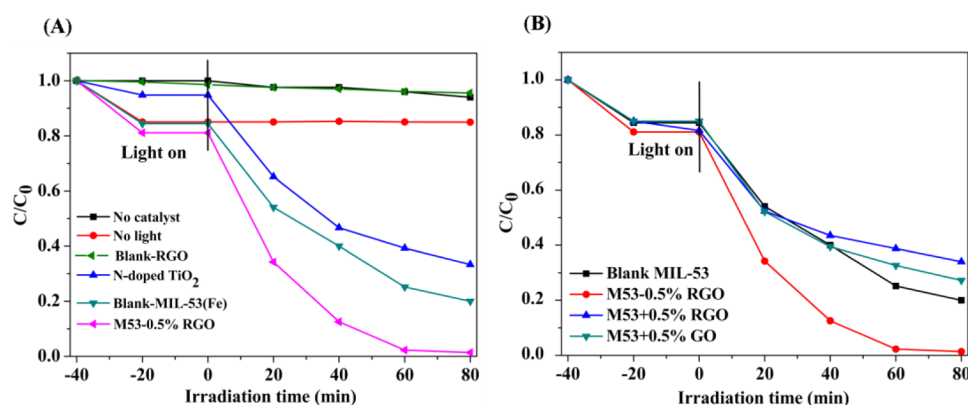 (A)
1.0
0.8
0.6
0.4
0.2
0.0
C/C0
Light on
No catalyst
No light
Blank-RGO
N-doped TiO2
Blank-MIL-53(Fe)
M53-0.5% RGO
-40 -20 0 20 40 60 80
Irradiation time (min)
(B)
1.0
0.8
0.6
0.4
0.2
0.0
C/C0
Light on
Blank MIL-53
M53-0.5% RGO
M53+0.5% RGO
M53+0.5% GO
-40 -20 0 20 40 60 80
Irradiation time (min)